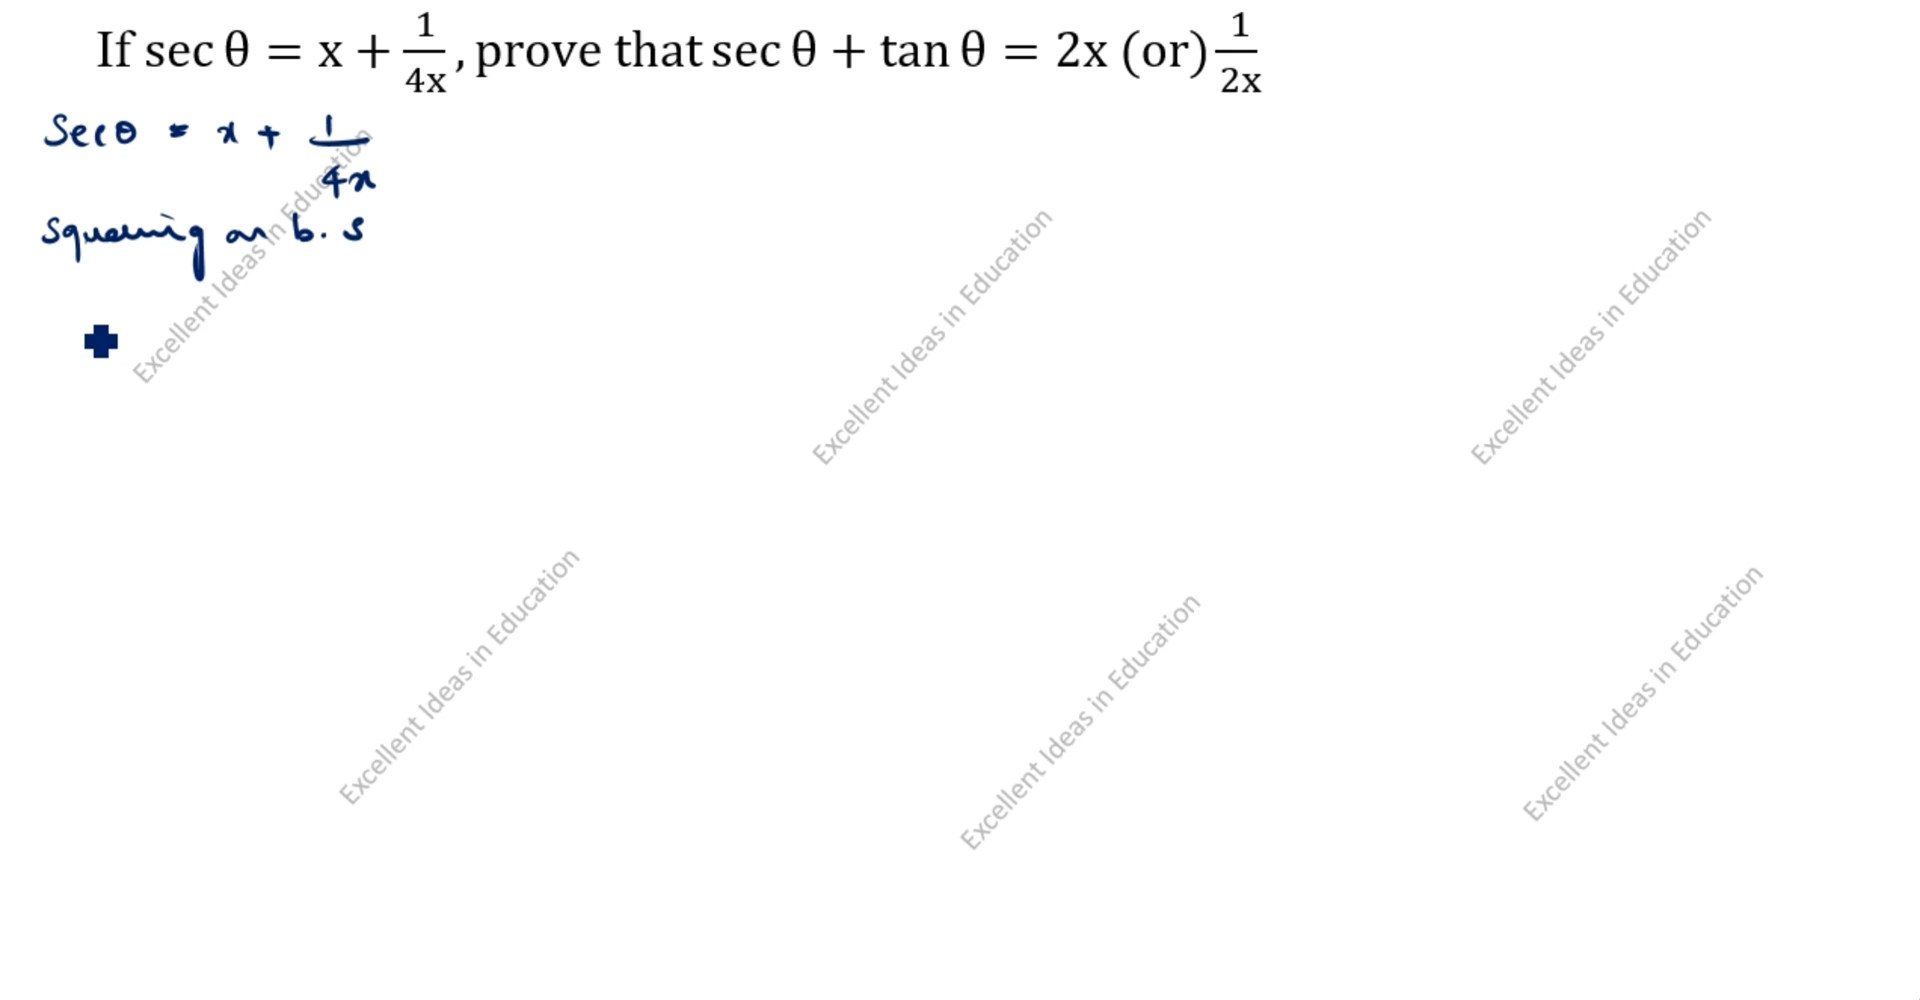 If sec θ = x + 1/4x, prove that sec θ + tan θ = 2x (or) 1/2x
Secθ = x + 1/4x
Squaring on b.s
Excellent Ideas in Education
Excellent Ideas in Education
Excellent Ideas in Education
Excellent Ideas in Education
Excellent Ideas in Education
Excellent Ideas in Education